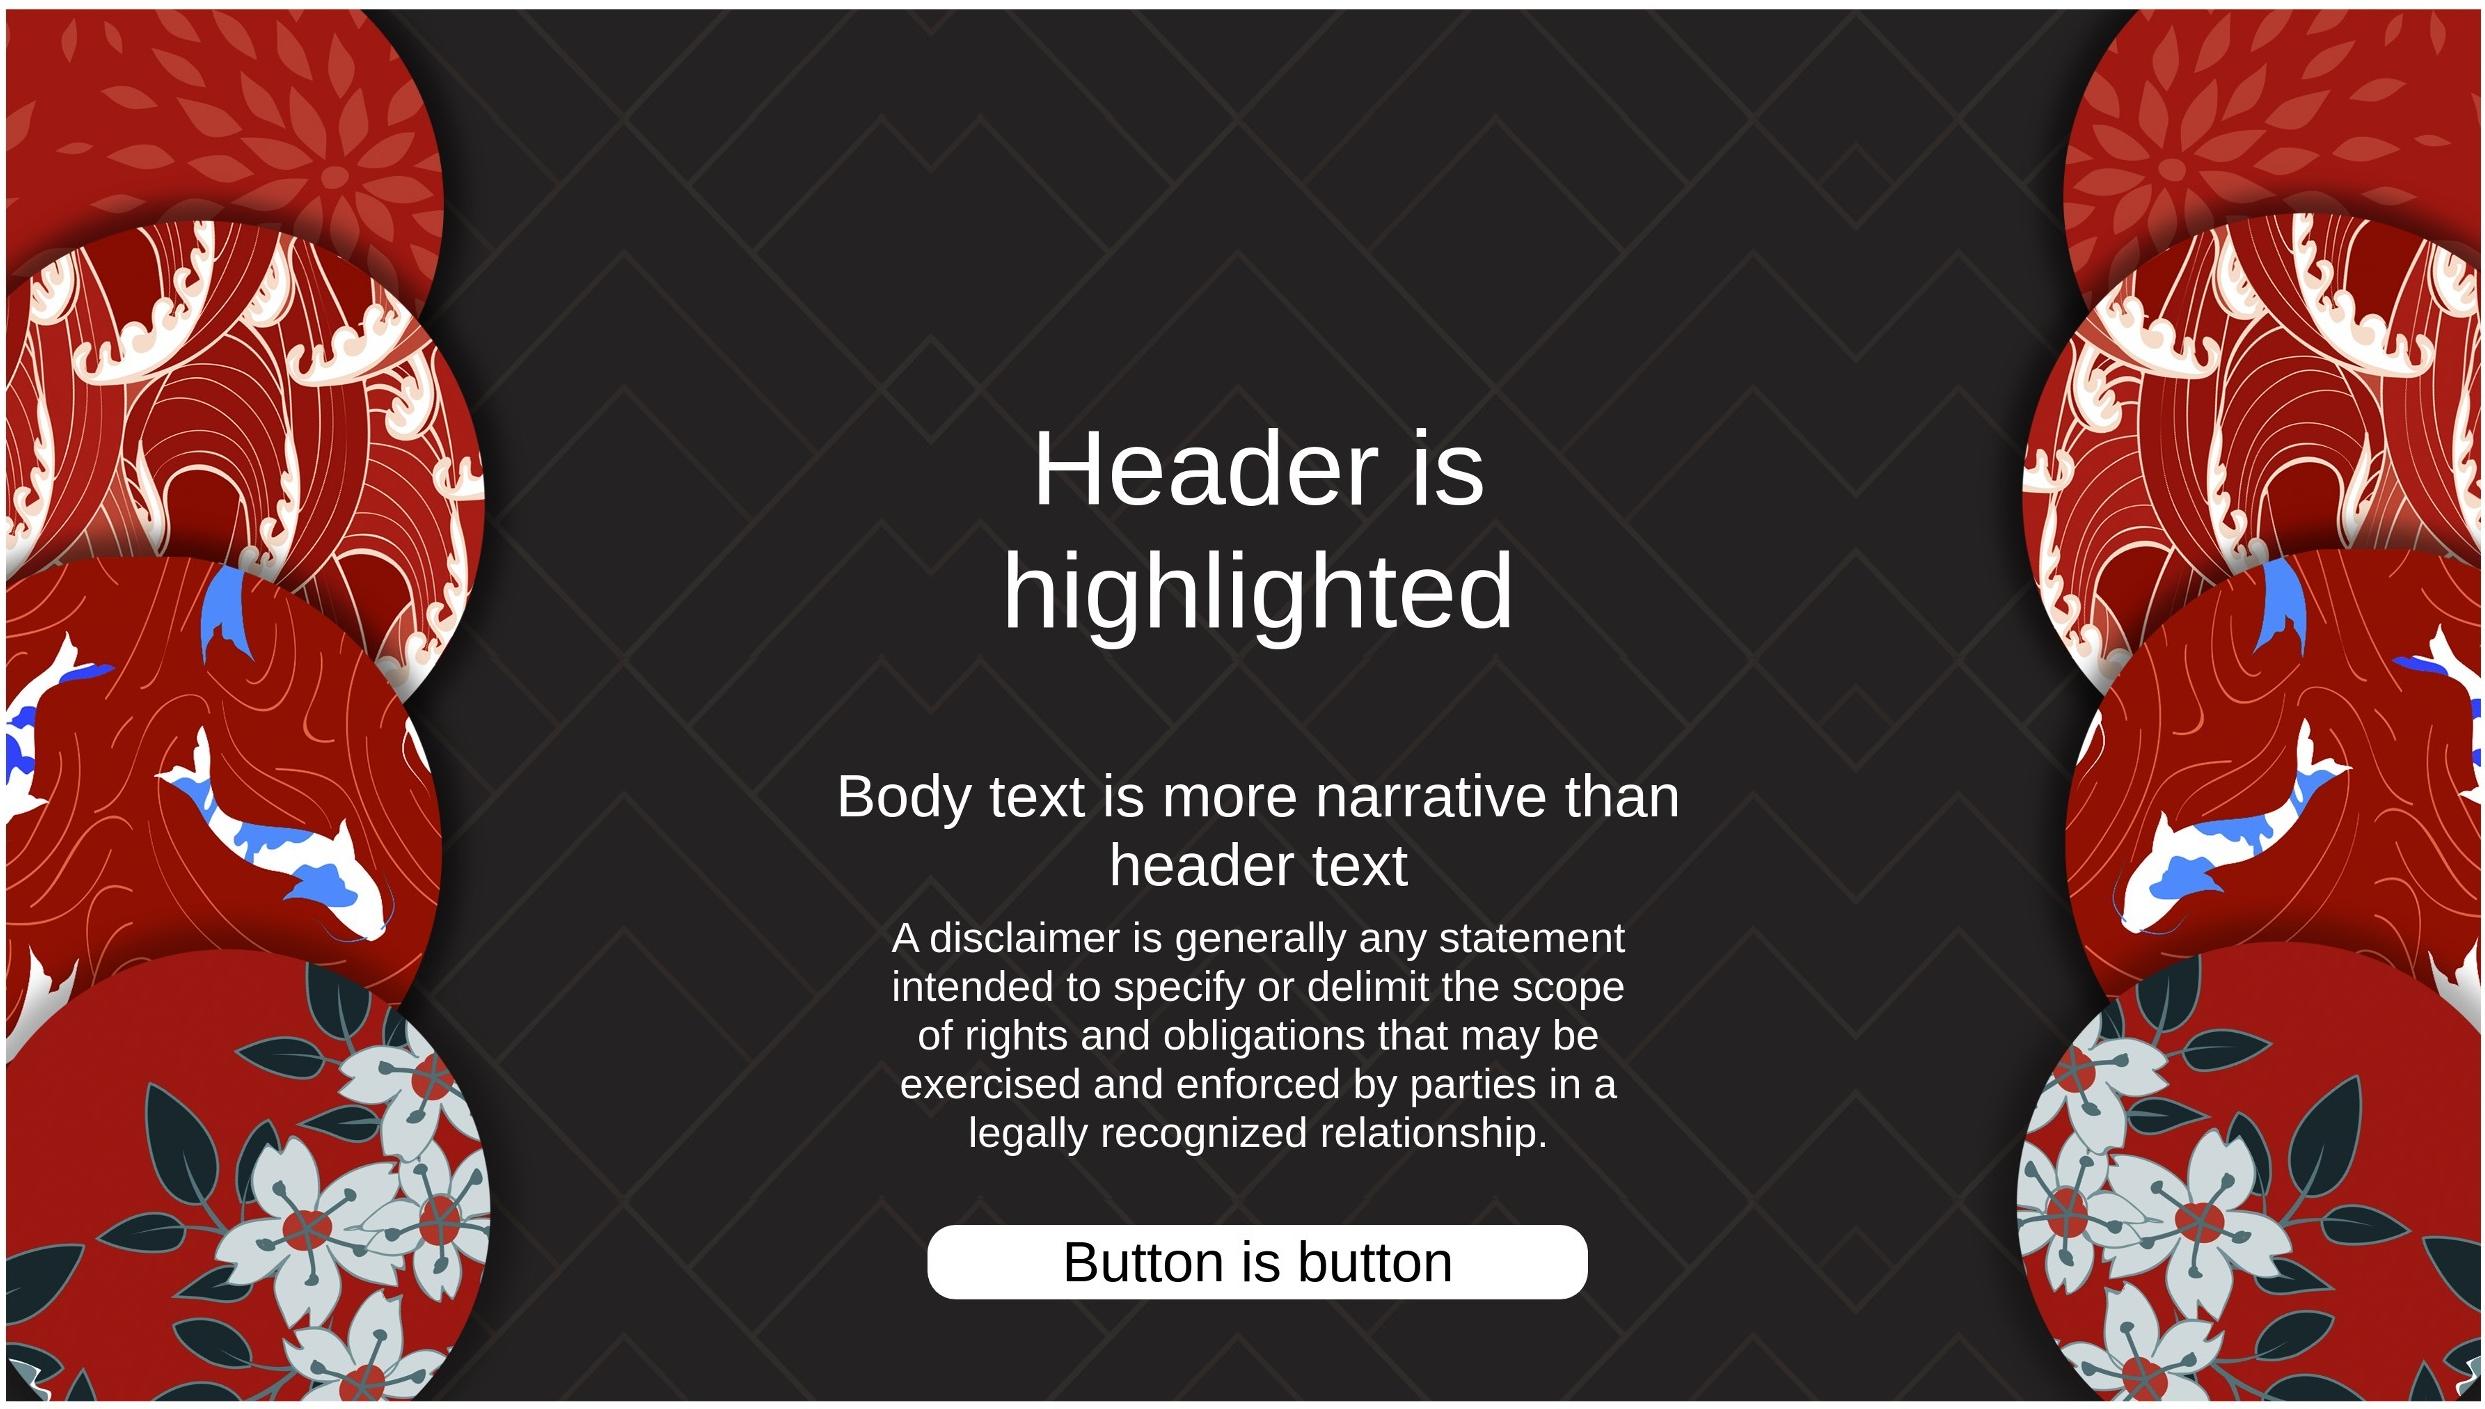 Header is
highlighted
Body text is more narrative than
header text
A disclaimer is generally any statement
intended to specify or delimit the scope
of rights and obligations that may be
exercised and enforced by parties in a
legally recognized relationship.
Button is button